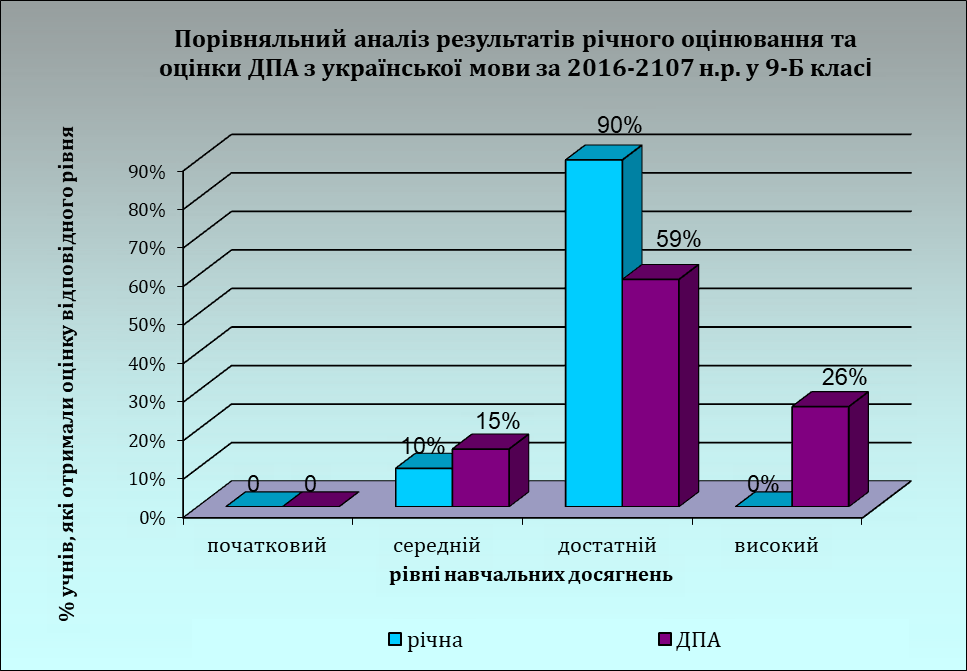 Порівняльний аналіз результатів річного оцінювання та
оцінки ДПА з української мови за 2016-2107 н.р. у 9-Б класі
% учнів, які отримали оцінку відповідного рівня
90%
80%
70%
60%
50%
40%
30%
20%
10%
0%
0
0
10%
15%
90%
59%
0%
26%
початковий
середній
достатній
високий
рівні навчальних досягнень
річна
ДПА